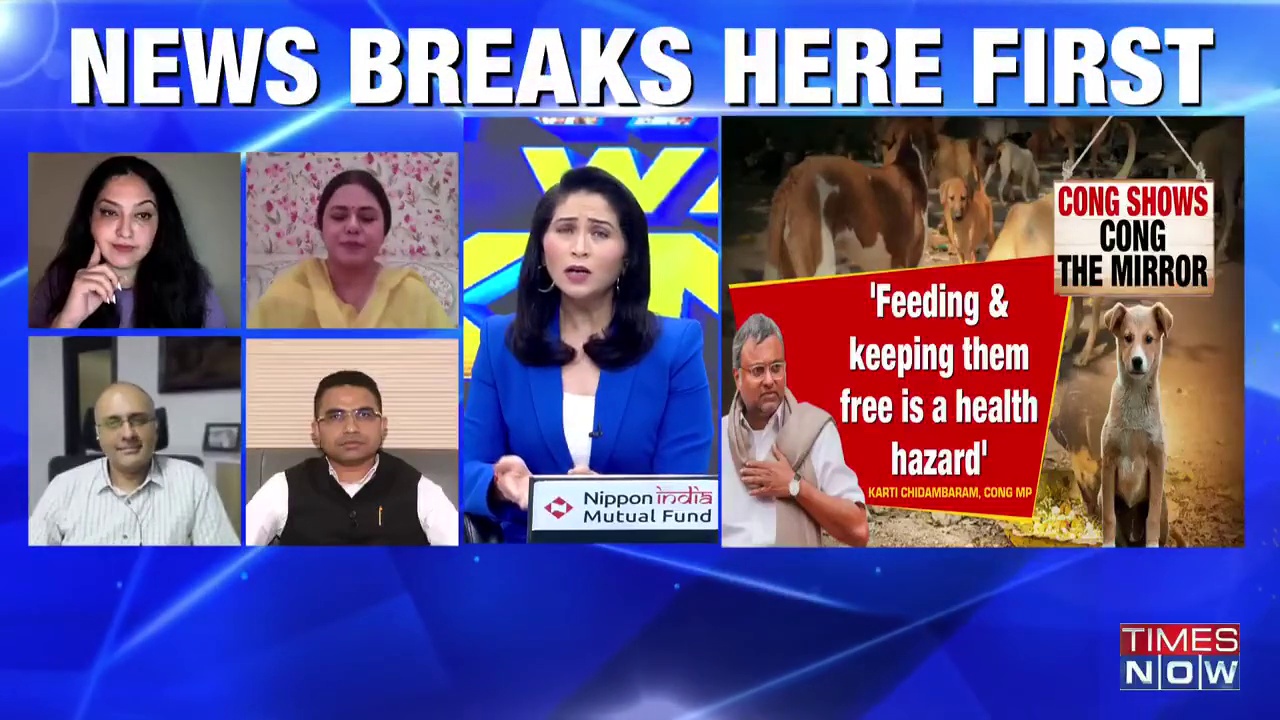 NEWS BREAKS HERE FIRST
CONG SHOWS
CONG
THE MIRROR
'Feeding &
keeping them
free is a health
hazard'
KARTI CHIDAMBARAM, CONG MP
Nippon india
Mutual Fund
TIMES
NOW